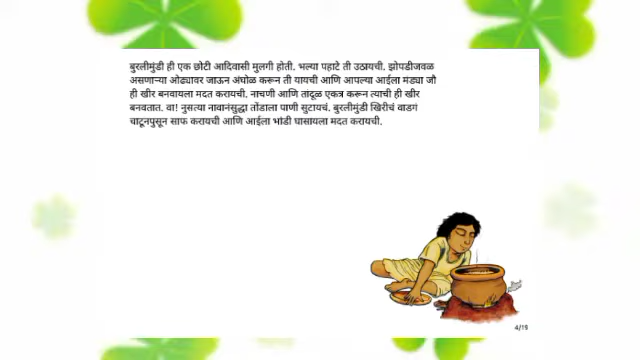 बुरलीमुंडी ही एक छोटी आदिवासी मुलगी होती. भल्या पहाटे ती उठायची. झोपडीजवळ
असणाऱ्या ओढ्यावर जाऊन अंघोळ करून ती यायची आणि आपल्या आईला मंड्या जौ
ही खीर बनवायला मदत करायची. नाचणी आणि तांदूळ एकत्र करून त्याची ही खीर
बनवतात. वा! नुसत्या नावानंसुद्धा तोंडाला पाणी सुटायचं. बुरलीमुंडी खिरीचं वाडगं
चाटूनपुसून साफ करायची आणि आईला भांडी घासायला मदत करायची.
4/15